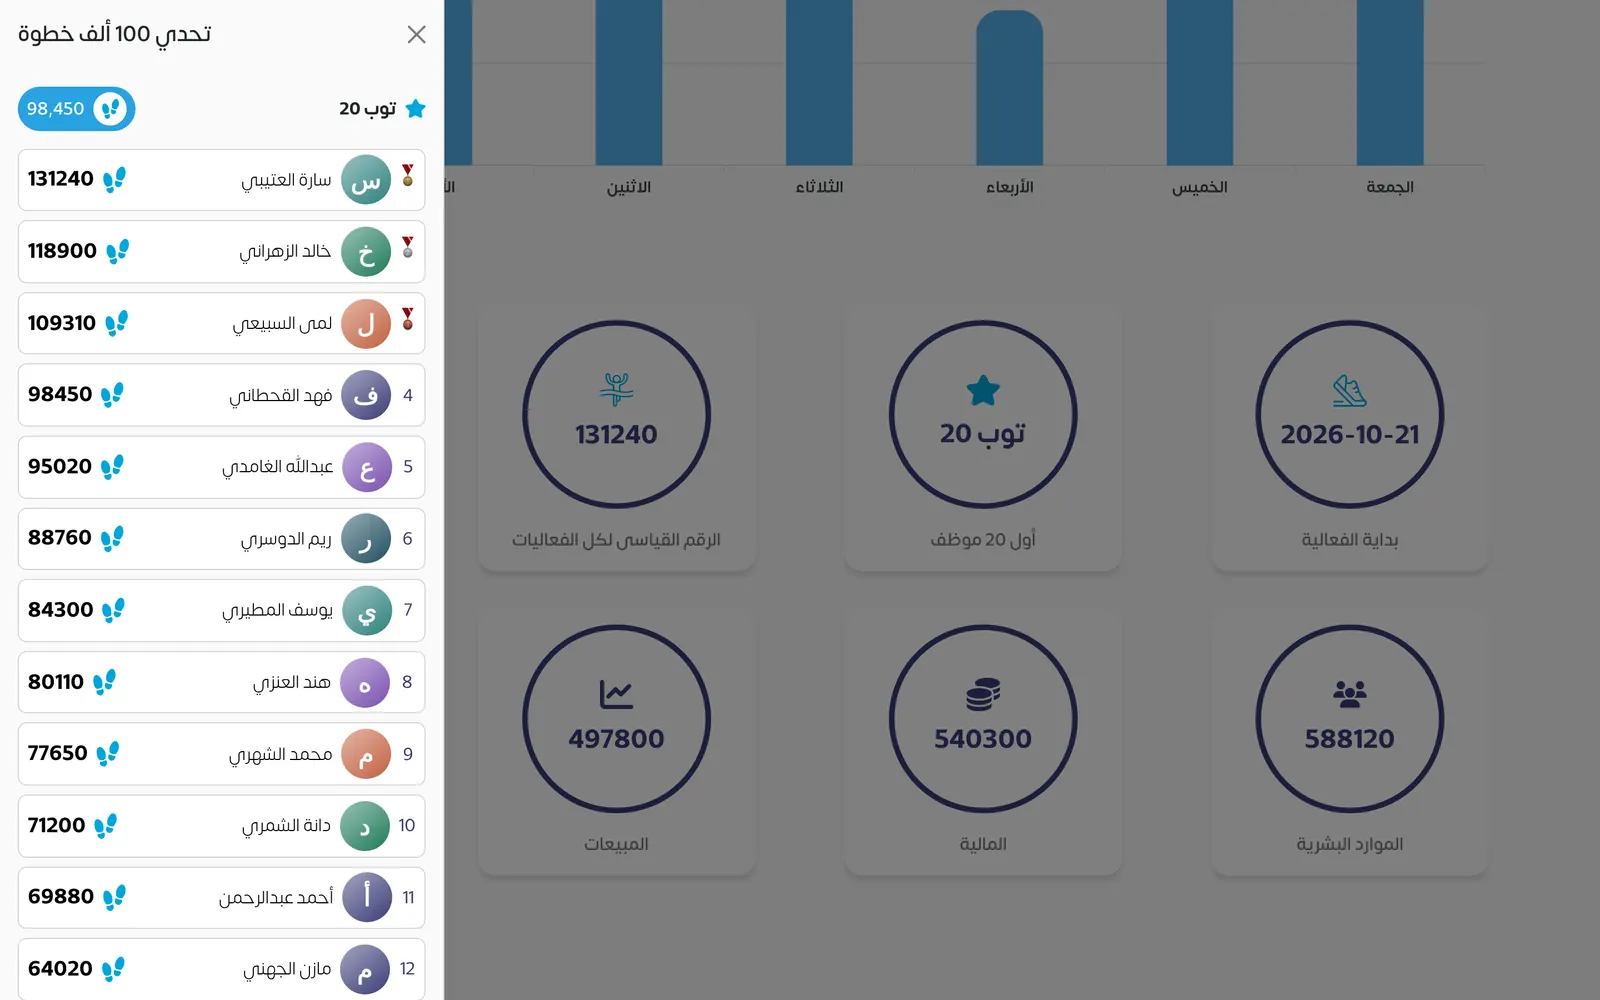 تحدي 100 ألف خطوة
توب 20
98,450
سارة العتيبي 131240
خالد الزهراني 118900
لمى السبيعي 109310
4 ف فهد القحطاني 98450
5 ع عبدالله الغامدي 95020
6 ر ريم الدوسري 88760
7 ي يوسف المطيري 84300
8 ه هند العنزي 80110
9 م محمد الشهري 77650
10 د دانة الشمري 71200
11 أ أحمد عبدالرحمن 69880
12 م مازن الجهني 64020
الجمعة
الخميس
الأربعاء
الثلاثاء
الاثنين
2026-10-21
بداية الفعالية
توب 20
أول 20 موظف
131240
الرقم القياسي لكل الفعاليات
588120
الموارد البشرية
540300
المالية
497800
المبيعات